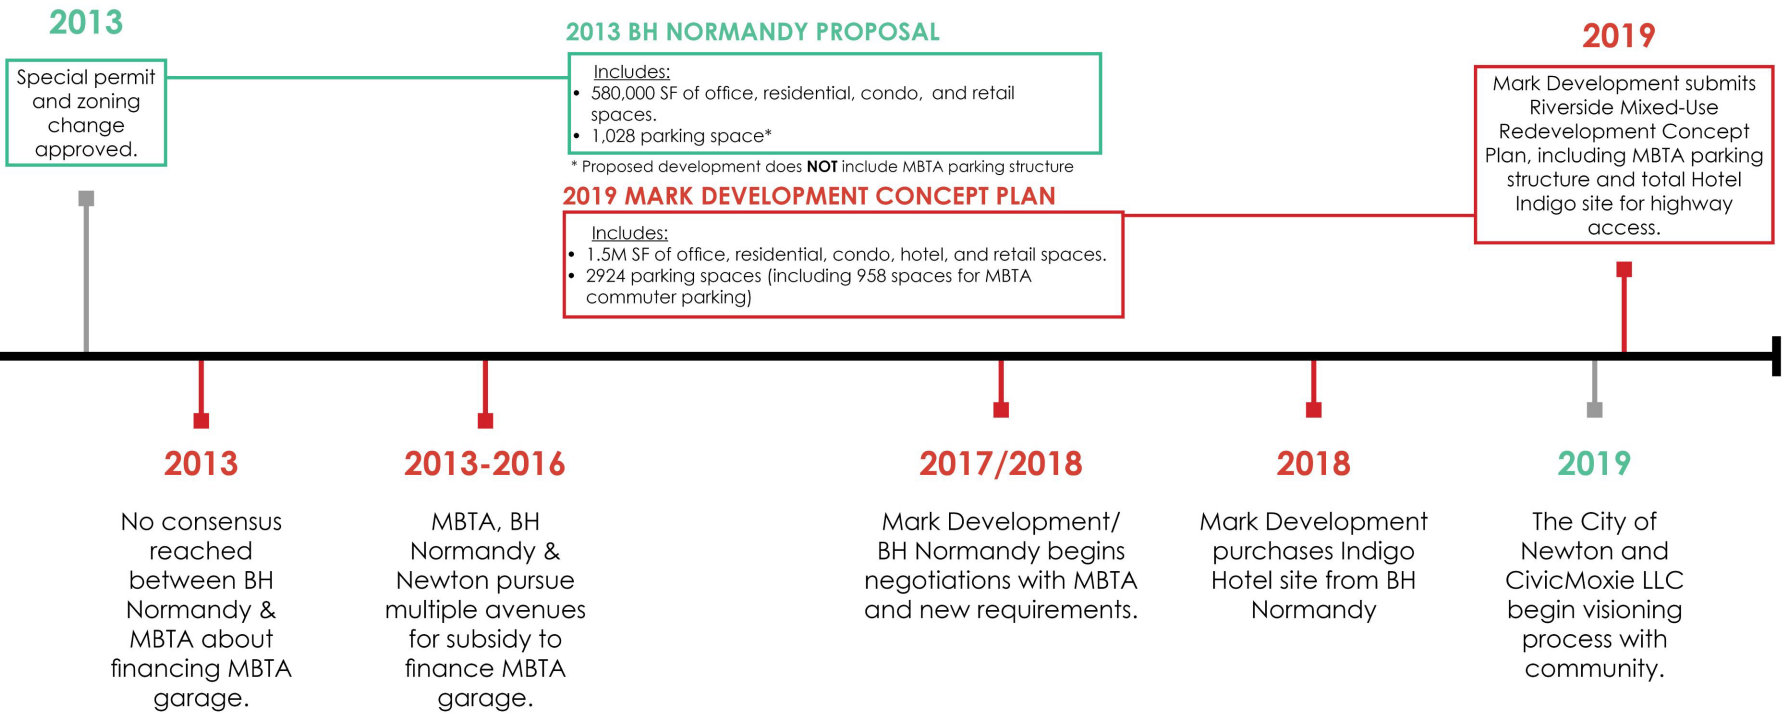 2013
Special permit
and zoning
change
approved.
2013 BH NORMANDY PROPOSAL
Includes:
• 580,000 SF of office, residential, condo, and retail
spaces.
• 1,028 parking space*
* Proposed development does NOT include MBTA parking structure
2019 MARK DEVELOPMENT CONCEPT PLAN
Includes:
• 1.5M SF of office, residential, condo, hotel, and retail spaces.
• 2924 parking spaces (including 958 spaces for MBTA
commuter parking)
2019
Mark Development submits
Riverside Mixed-Use
Redevelopment Concept
Plan, including MBTA parking
structure and total Hotel
Indigo site for highway
access.
2013
No consensus
reached
between BH
Normandy &
MBTA about
financing MBTA
garage.
2013-2016
MBTA, BH
Normandy &
Newton pursue
multiple avenues
for subsidy to
finance MBTA
garage.
2017/2018
Mark Development/
BH Normandy begins
negotiations with MBTA
and new requirements.
2018
Mark Development
purchases Indigo
Hotel site from BH
Normandy
2019
The City of
Newton and
CivicMoxie LLC
begin visioning
process with
community.